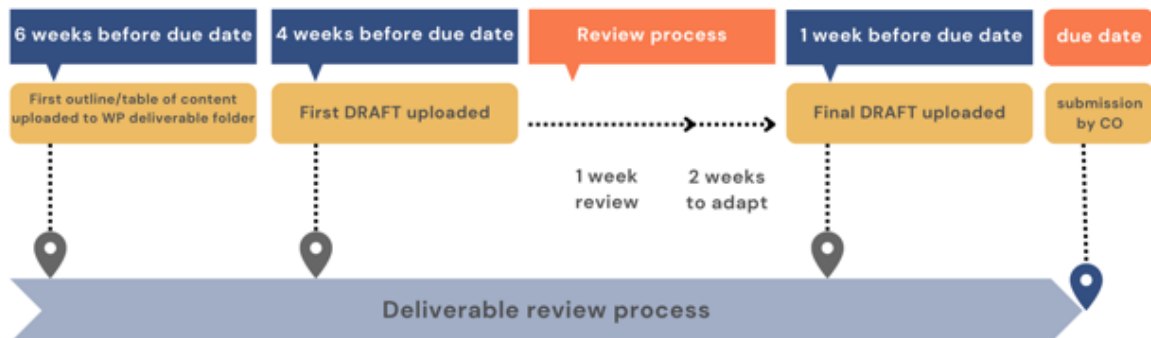 6 weeks before due date
4 weeks before due date
Review process
1 week before due date
due date
First outline/table of content
uploaded to WP deliverable folder
First DRAFT uploaded
Final DRAFT uploaded
submission
by CO
1 week
review
2 weeks
to adapt
Deliverable review process